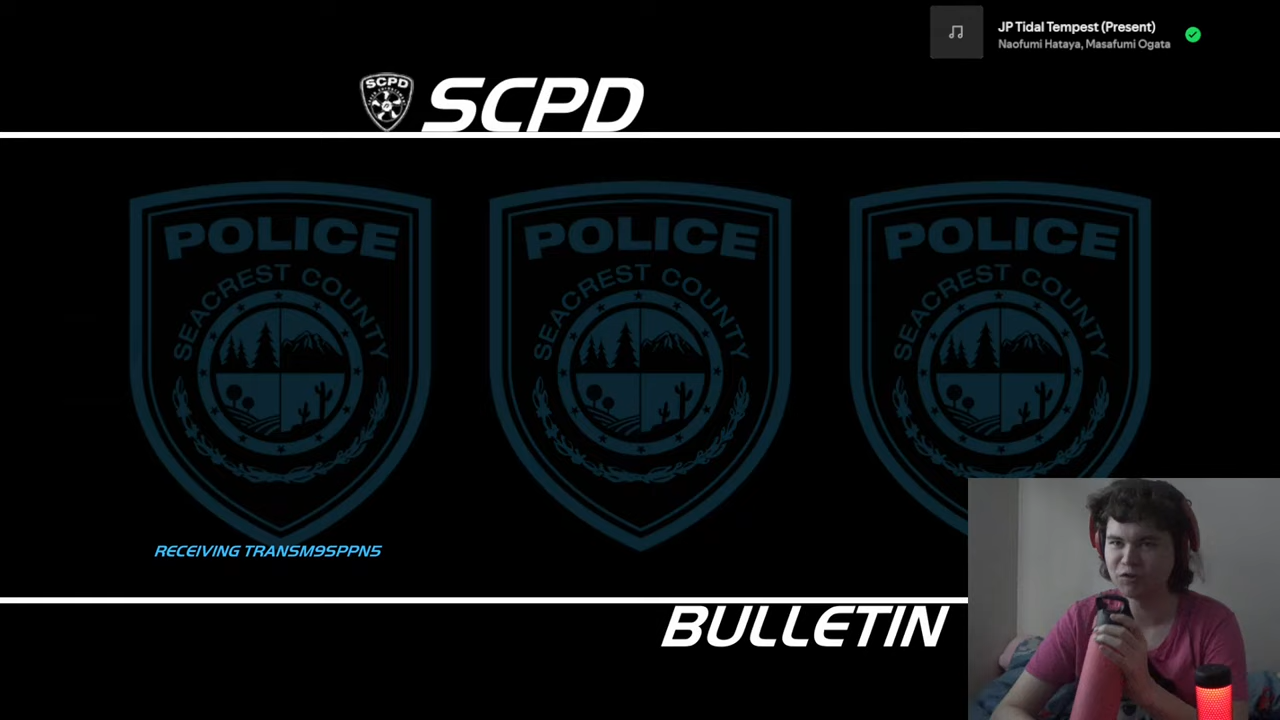 JP Tidal Tempest (Present)
Naofumi Hataya, Masafumi Ogata
SCPD
SCPD
POLICE
SEACREST COUNTY
POLICE
SEACREST COUNTY
POLICE
SEACREST COUNTY
RECEIVING TRANSM9SPPN5
BULLETIN